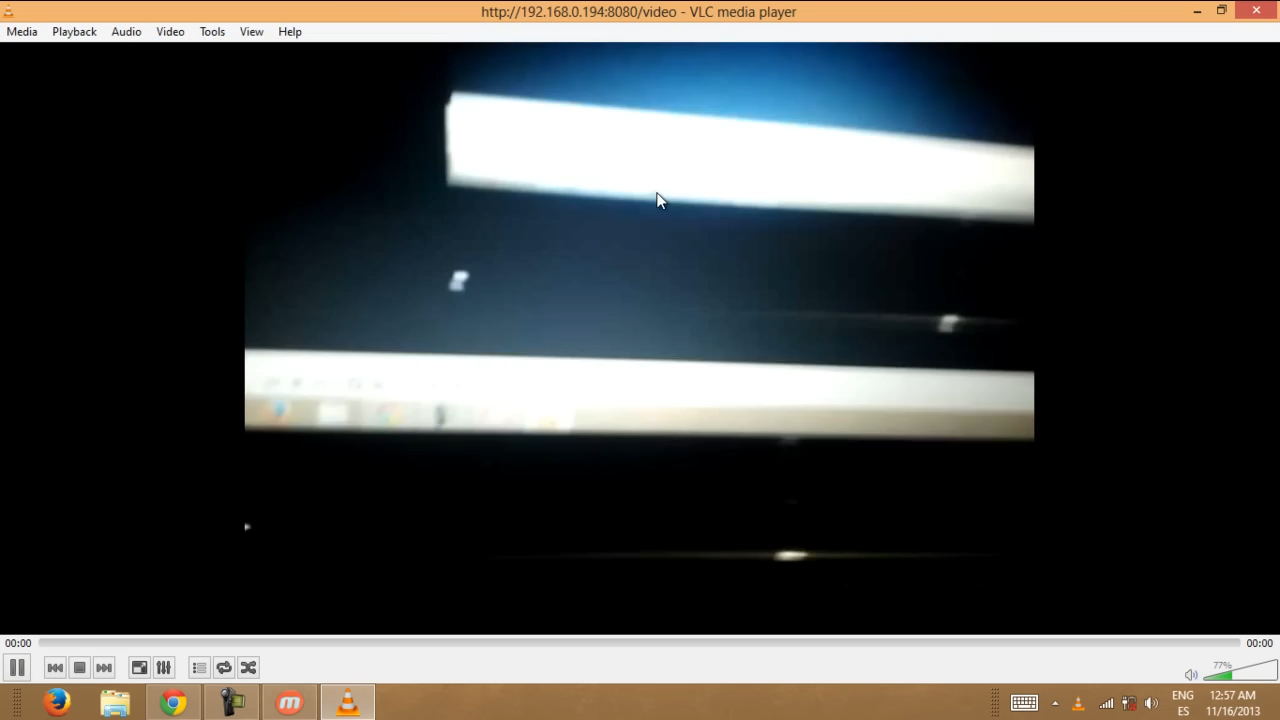 http://192.168.0.194:8080/video - VLC media player
Media Playback Audio Video Tools View Help
00:00 00:00
77%
ENG 12:57 AM
ES 11/16/2013